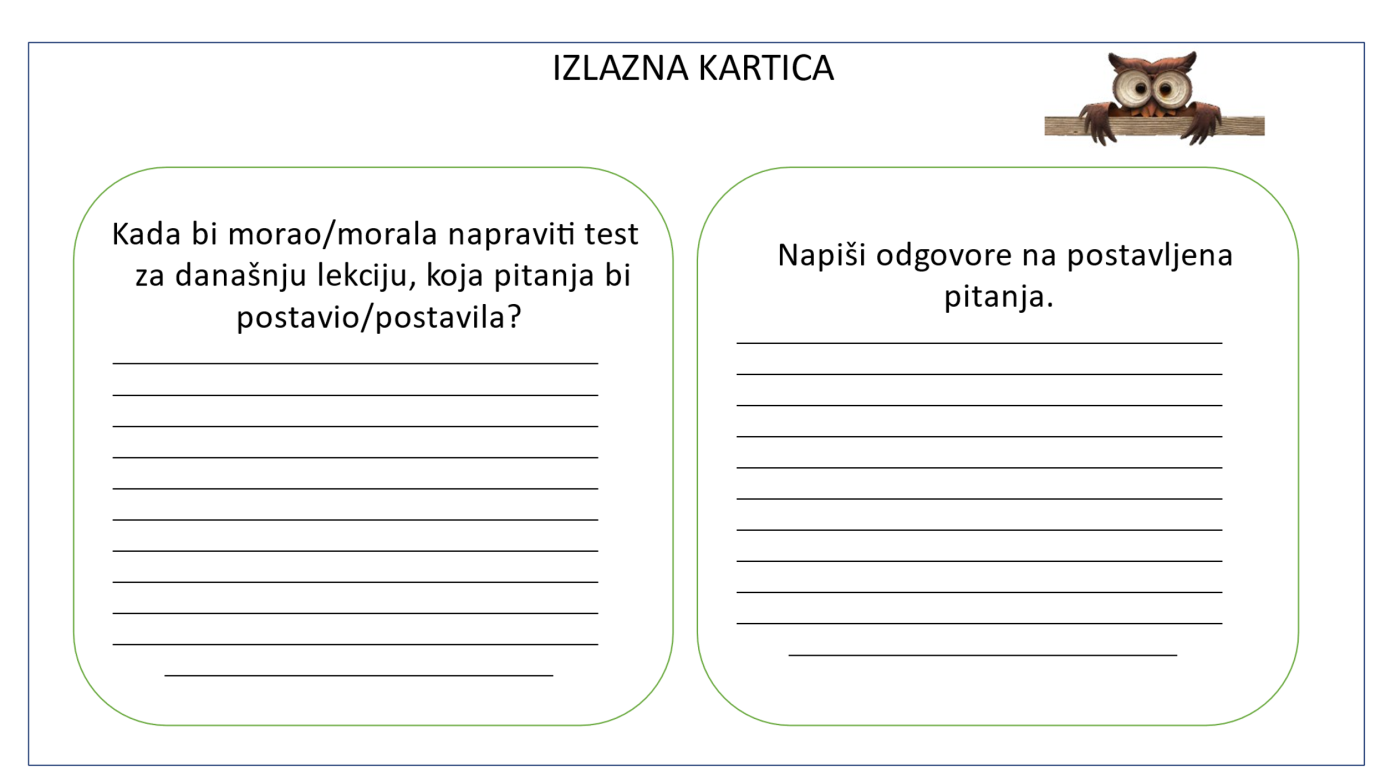 IZLAZNA KARTICA
Kada bi morao/morala napraviti test
za današnju lekciju, koja pitanja bi
postavio/postavila?
Napiši odgovore na postavljena
pitanja.